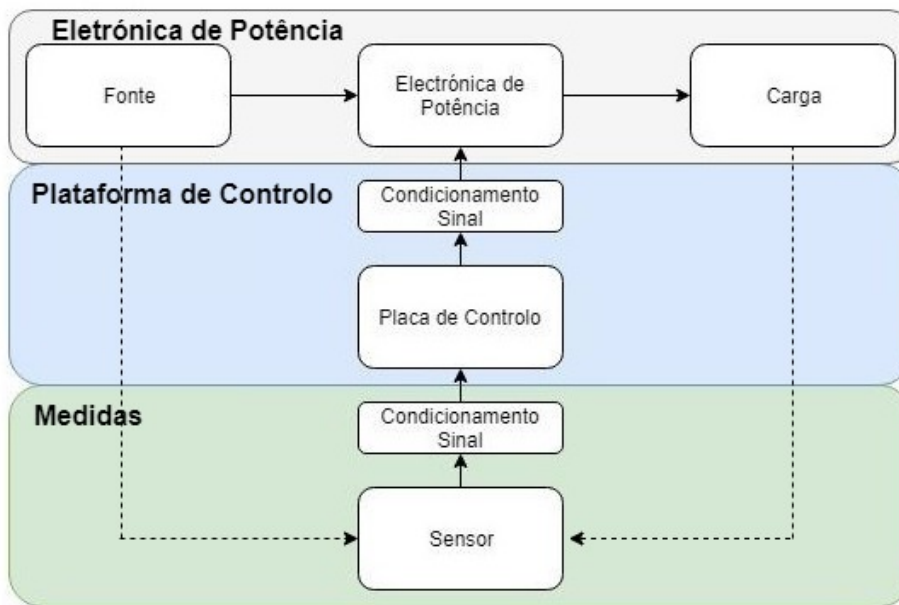 Eletrónica de Potência
Fonte
Electrónica de
Potência
Carga
Plataforma de Controlo
Condicionamento
Sinal
Placa de Controlo
Medidas
Condicionamento
Sinal
Sensor